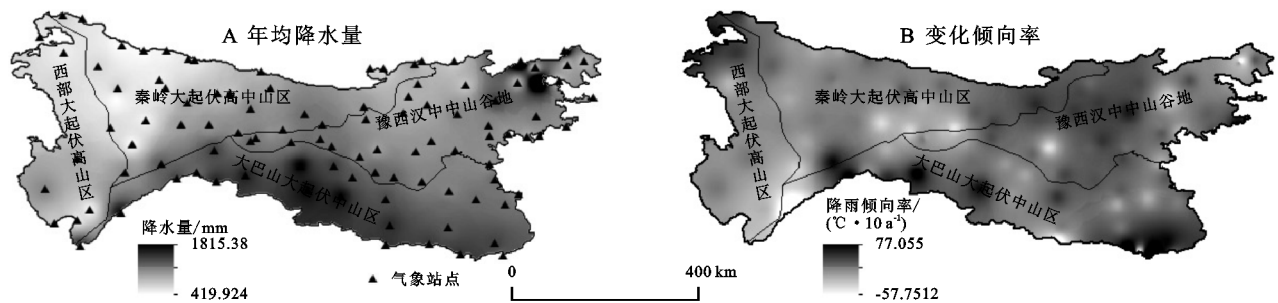 A 年均降水量
西部大起伏高山区
秦岭大起伏高中山区
豫西汉中中山谷地
大巴山大起伏中山区
降水量/mm
1815.38
419.924
气象站点
0
400 km
B 变化倾向率
西部大起伏高山区
秦岭大起伏高中山区
豫西汉中中山谷地
大巴山大起伏中山区
降雨倾向率/
(℃·10 a⁻¹)
77.055
-57.7512